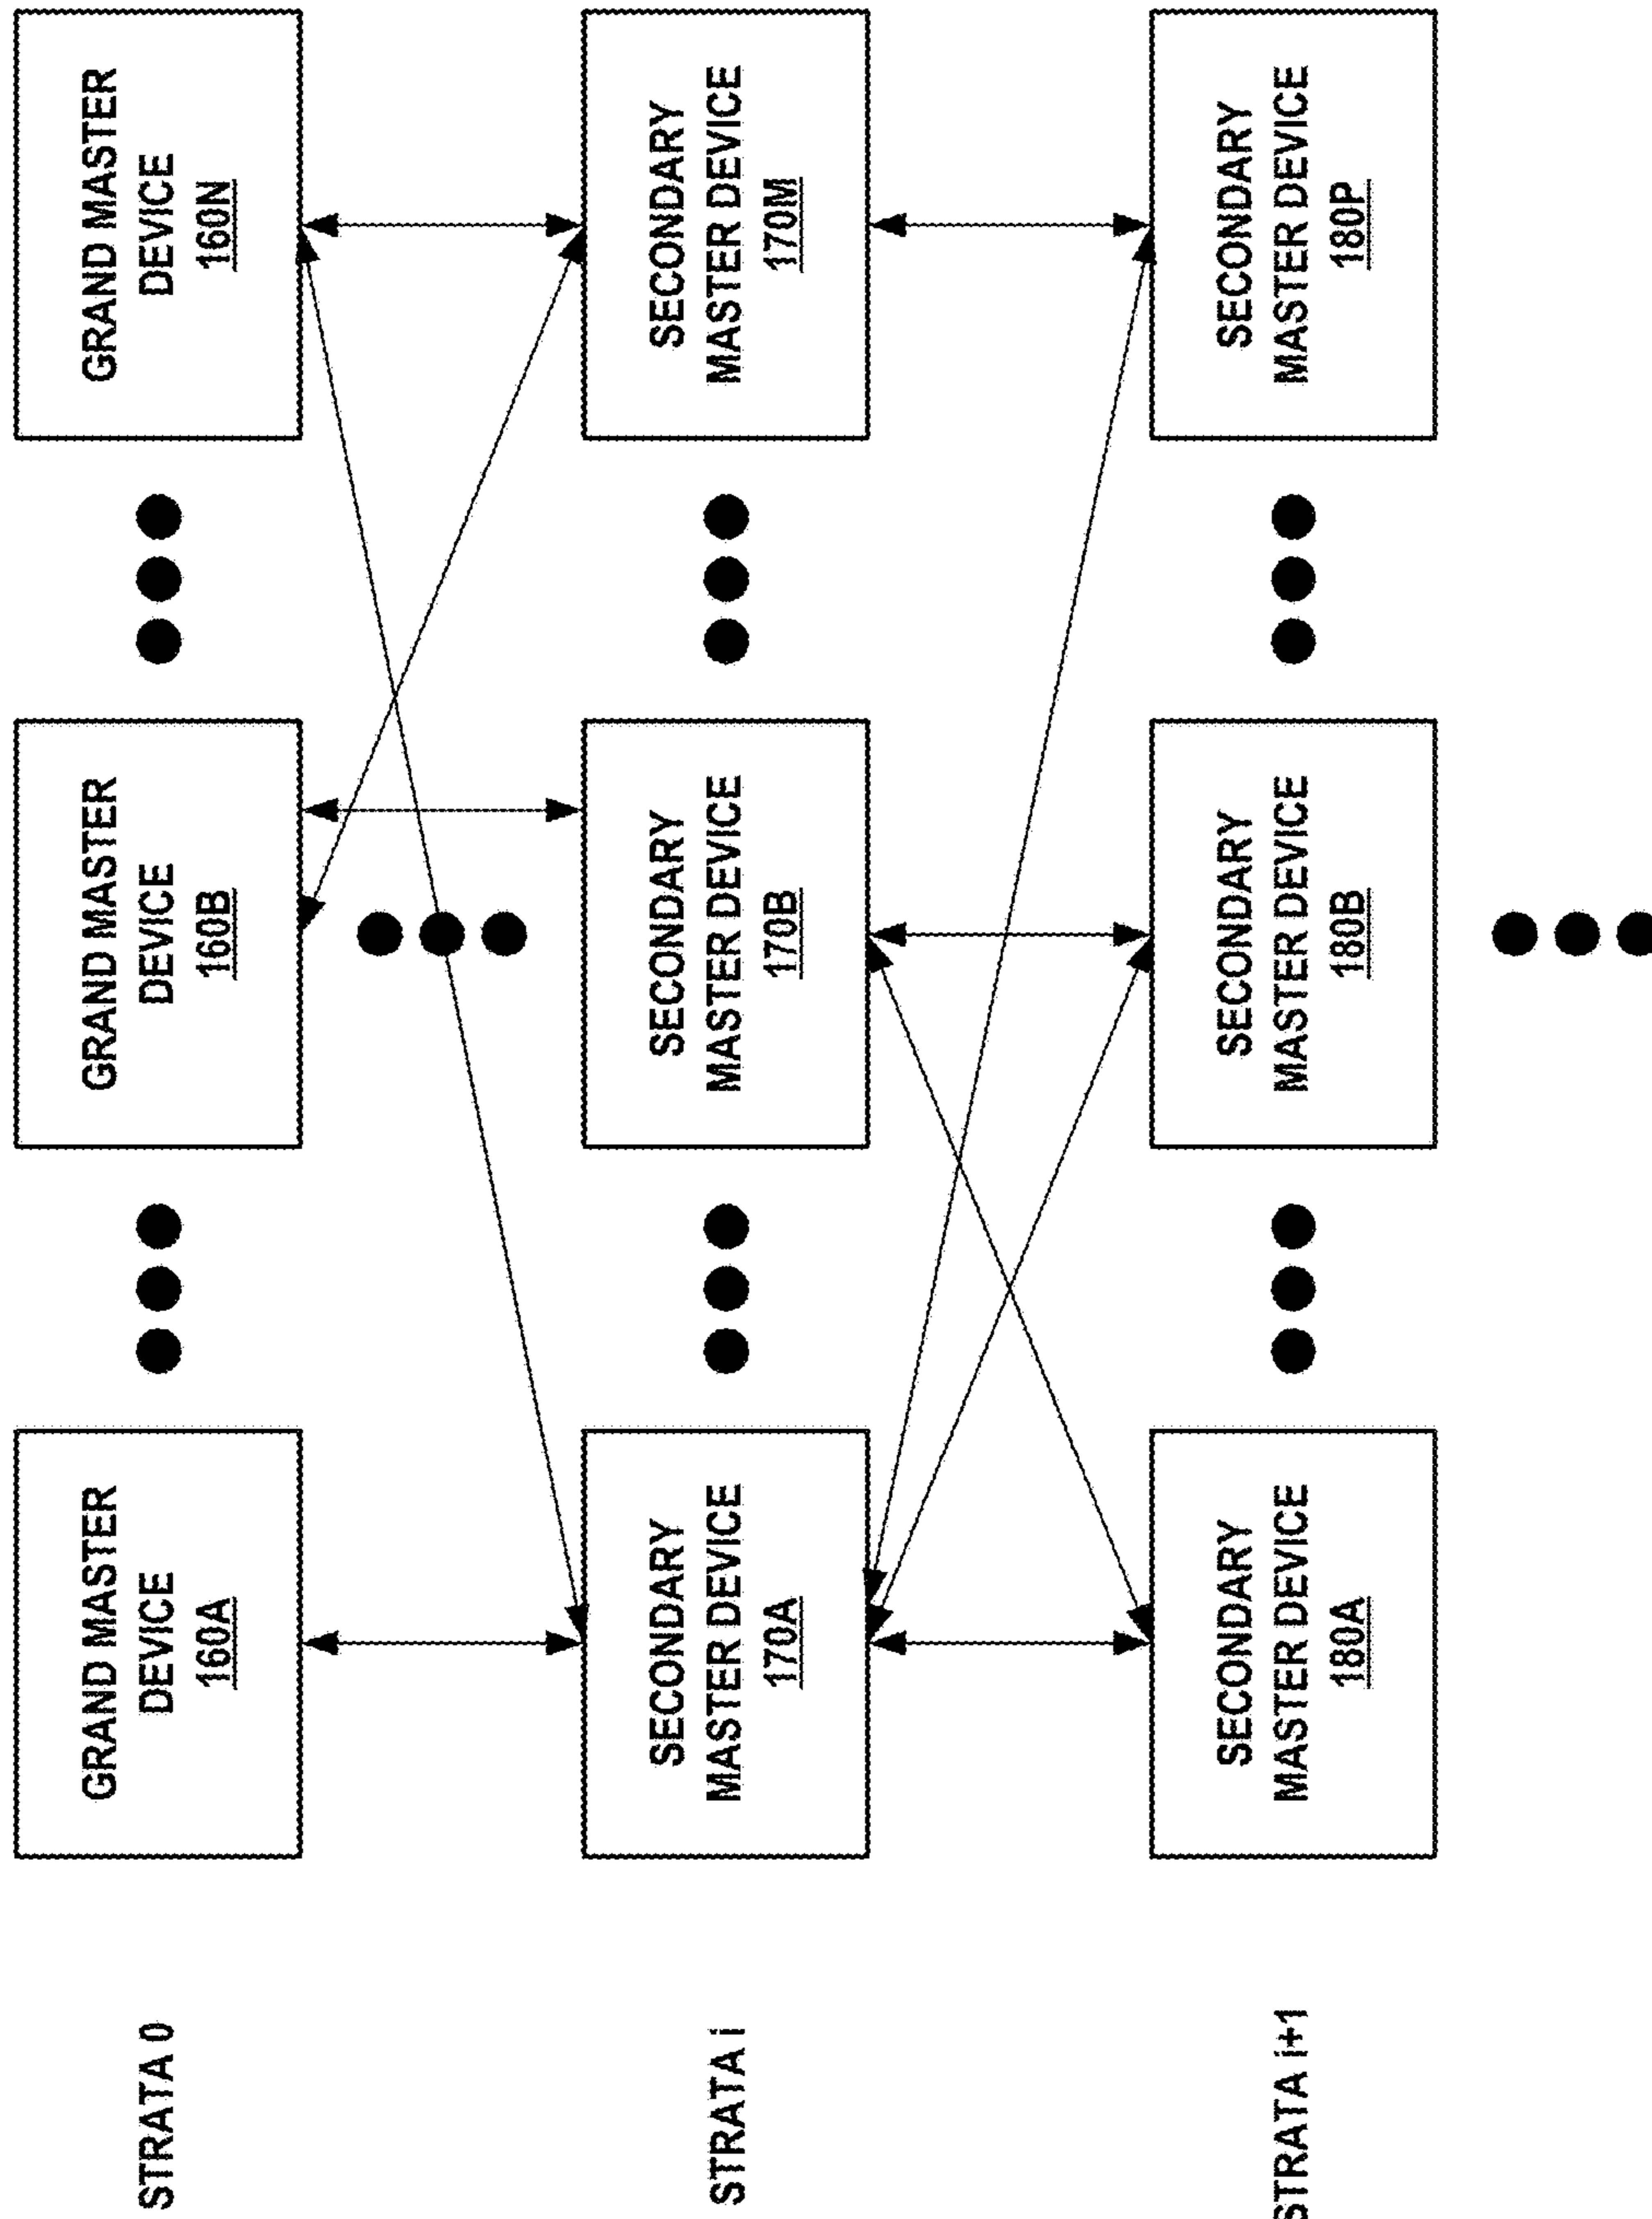 STRATA 0
GRAND MASTER
DEVICE
160A
GRAND MASTER
DEVICE
160B
GRAND MASTER
DEVICE
160N
STRATA i
SECONDARY
MASTER DEVICE
170A
SECONDARY
MASTER DEVICE
170B
SECONDARY
MASTER DEVICE
170M
STRATA i+1
SECONDARY
MASTER DEVICE
180A
SECONDARY
MASTER DEVICE
180B
SECONDARY
MASTER DEVICE
180P